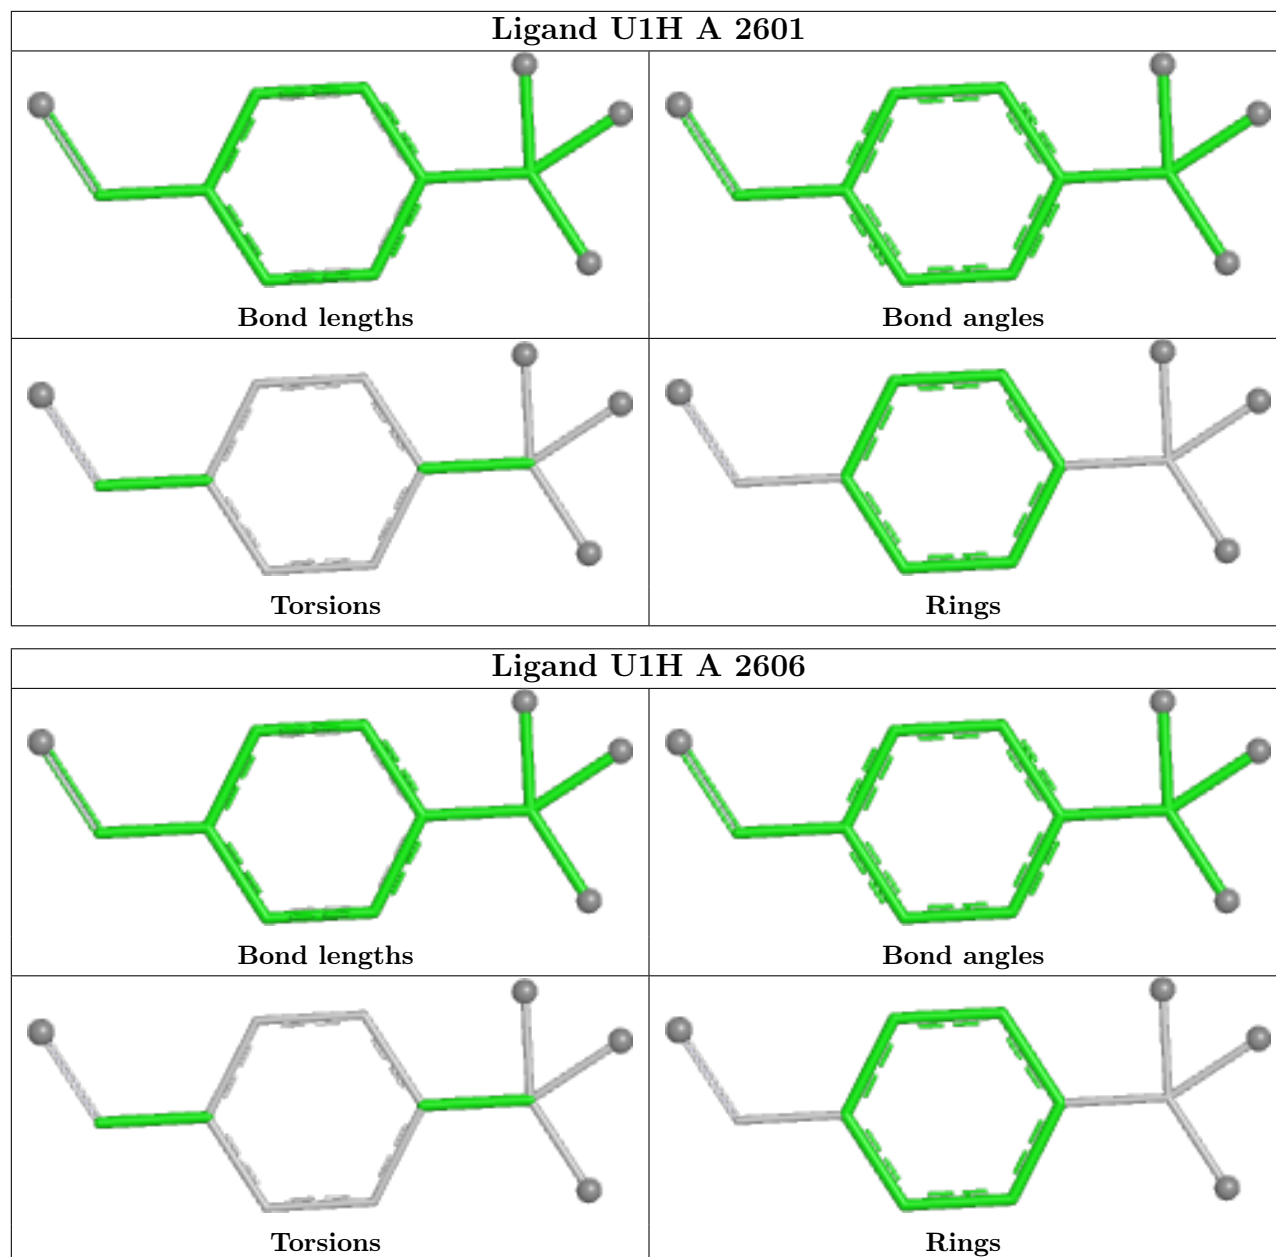 Ligand U1H A 2601
Bond lengths
Bond angles
Torsions
Rings
Ligand U1H A 2606
Bond lengths
Bond angles
Torsions
Rings